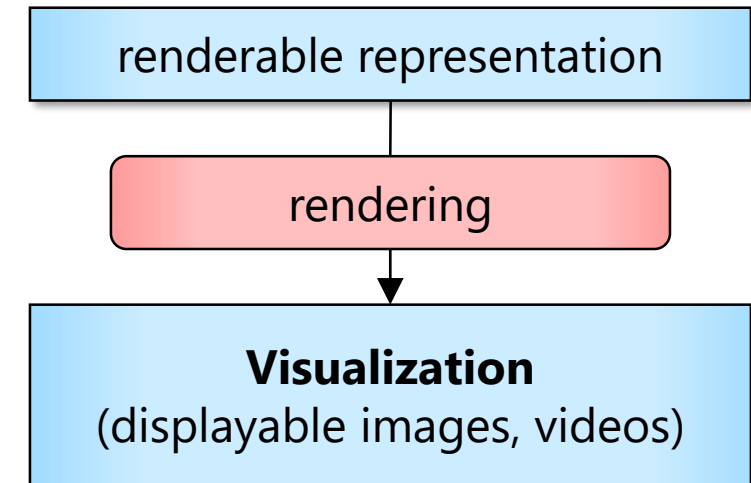 renderable representation
rendering
Visualization
(displayable images, videos)